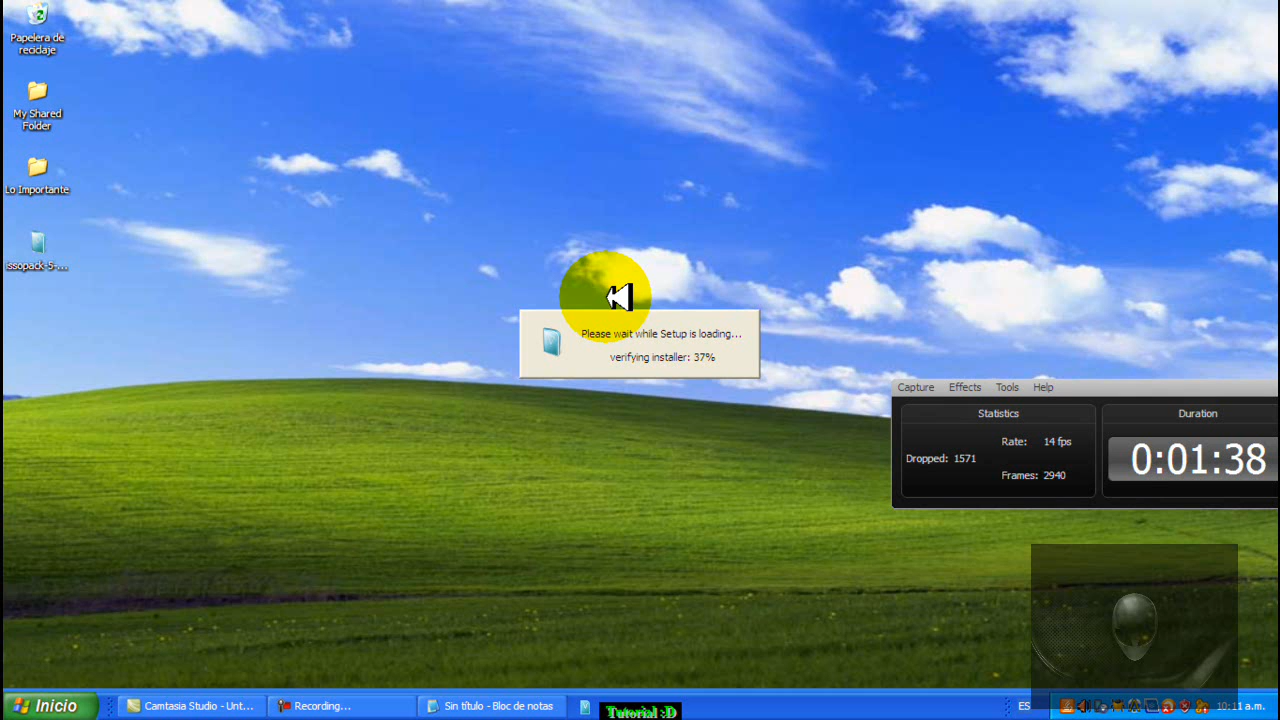 Papelera de
reciclaje
My Shared
Folder
Lo Importante
issopack-5-...
Please wait while Setup is loading...
verifying installer: 37%
Capture Effects Tools Help
Statistics
Duration
Rate: 14 fps
Dropped: 1571
Frames: 2940
0:01:38
Inicio
Camtasia Studio - Unt...
Recording...
Sin título - Bloc de notas
Tutorial :D
ES
10:11 a.m.